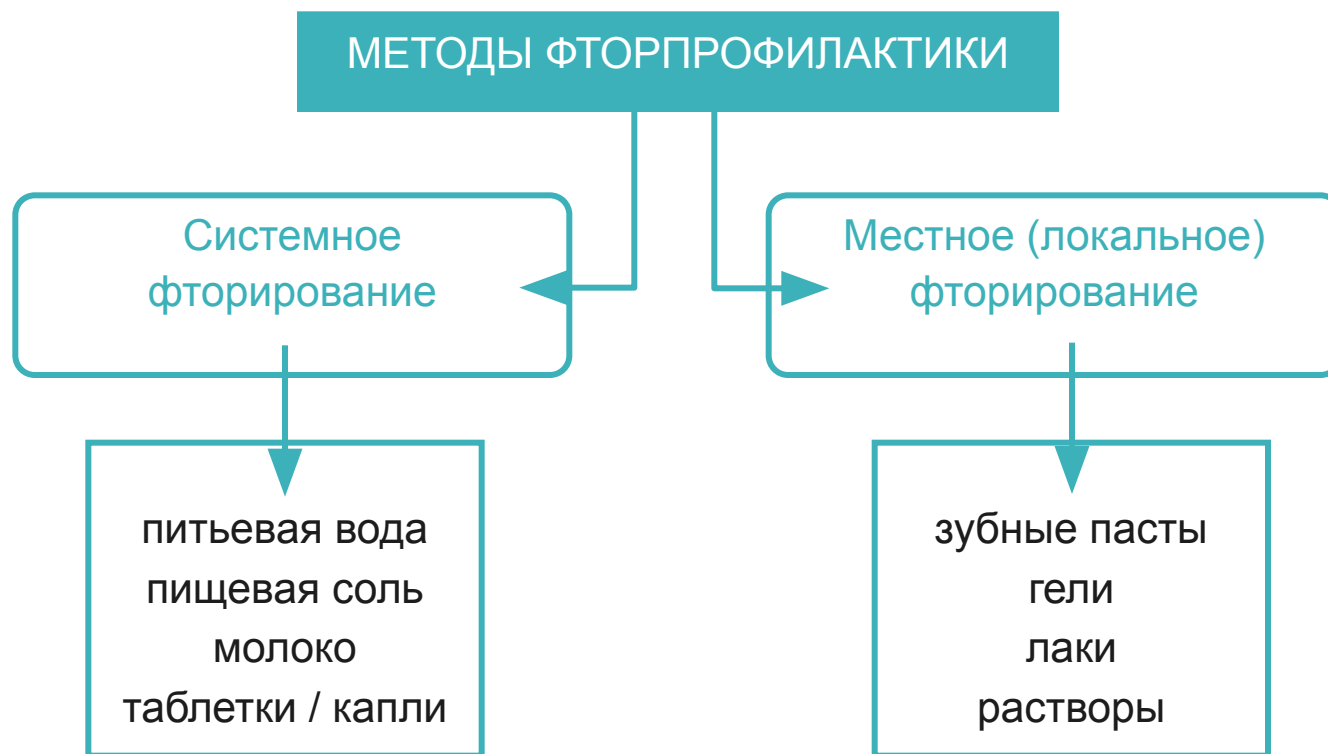 МЕТОДЫ ФТОРПРОФИЛАКТИКИ
Системное
фторирование
питьевая вода
пищевая соль
молоко
таблетки / капли
Местное (локальное)
фторирование
зубные пасты
гели
лаки
растворы